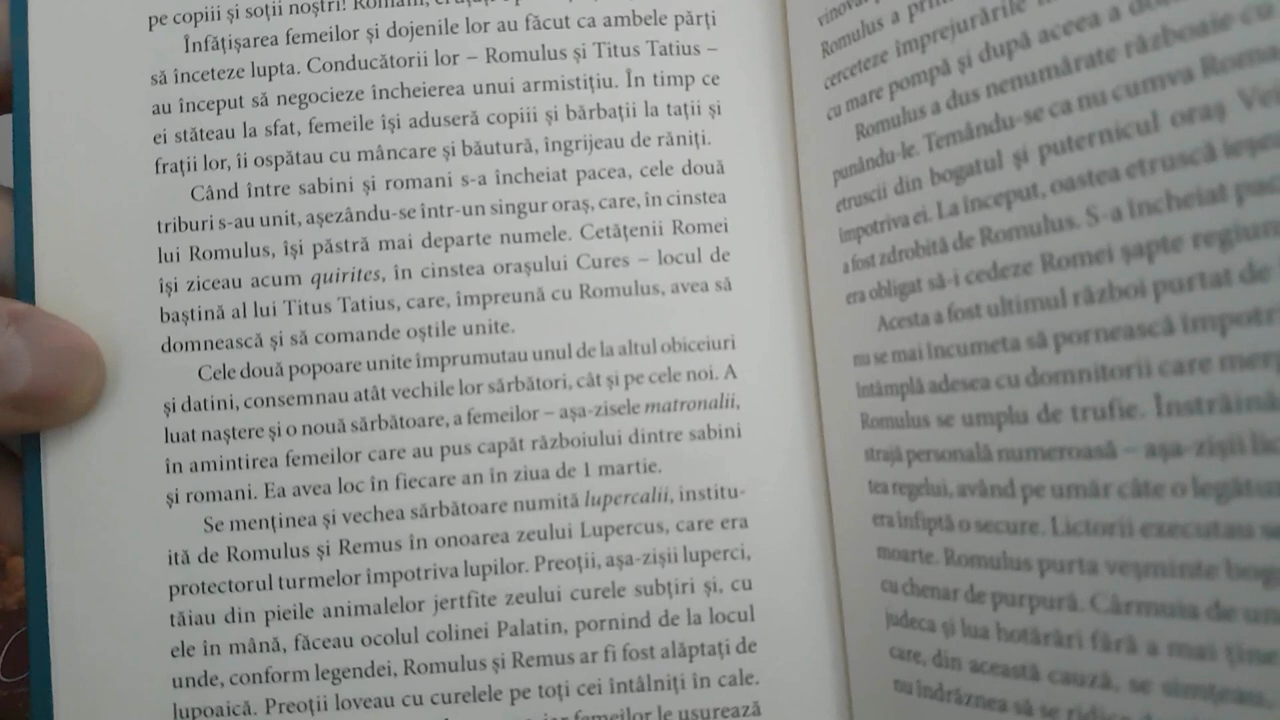 pe copiii și soții noștri! Romani,
Înfățișarea femeilor și dojenile lor au făcut ca ambele părți
să înceteze lupta. Conducătorii lor – Romulus și Titus Tatius –
au început să negocieze încheierea unui armistițiu. În timp ce
ei stăteau la sfat, femeile își aduseră copiii și bărbații la tații și
frații lor, îi ospătau cu mâncare și băutură, îngrijeau de răniți.
Când între sabini și romani s-a încheiat pacea, cele două
triburi s-au unit, așezându-se într-un singur oraș, care, în cinstea
lui Romulus, își păstră mai departe numele. Cetățenii Romei
își ziceau acum quirites, în cinstea orașului Cures – locul de
baștină al lui Titus Tatius, care, împreună cu Romulus, avea să
domnească și să comande oștile unite.
Cele două popoare unite împrumutau unul de la altul obiceiuri
și datini, consemnau atât vechile lor sărbători, cât și pe cele noi. A
luat naștere și o nouă sărbătoare, a femeilor – așa-zisele matronalii,
în amintirea femeilor care au pus capăt războiului dintre sabini
și romani. Ea avea loc în fiecare an în ziua de 1 martie.
Se menținea și vechea sărbătoare numită lupercalii, institu-
ită de Romulus și Remus în onoarea zeului Lupercus, care era
protectorul turmelor împotriva lupilor. Preoții, așa-zișii luperci,
tăiau din pieile animalelor jertfite zeului curele subțiri și, cu
ele în mână, făceau ocolul colinei Palatin, pornind de la locul
unde, conform legendei, Romulus și Remus ar fi fost alăptați de
lupoaică. Preoții loveau cu curelele pe toți cei întâlniți în cale.
femeilor le ușurează
Romulus a
cerceteze împrejurările
cu mare pompă și după aceea a
Romulus a dus nenumărate războaie cu
punându-le. Temându-se ca nu cumva Roma
etruscii din bogatul și puternicul oraș
împotriva ei. La început, oastea etruscă
a fost zdrobită de Romulus. S-a încheiat
era obligat să-i cedeze Romei șapte
Acesta a fost ultimul război purtat de
nu se mai încumeta să pornească
întâmplă adesea cu domnitorii care
Romulus se umplu de trufie.
strajă personală numeroasă – așa-zișii
tea regelui, având pe umăr câte o
era înfiptă o secure. Lictorii executau
moarte. Romulus purta veșminte
cu chenar de purpură. Cârmuia de
judeca și lua hotărâri fără a mai
care, din această cauză, se
nu îndrăznea să se